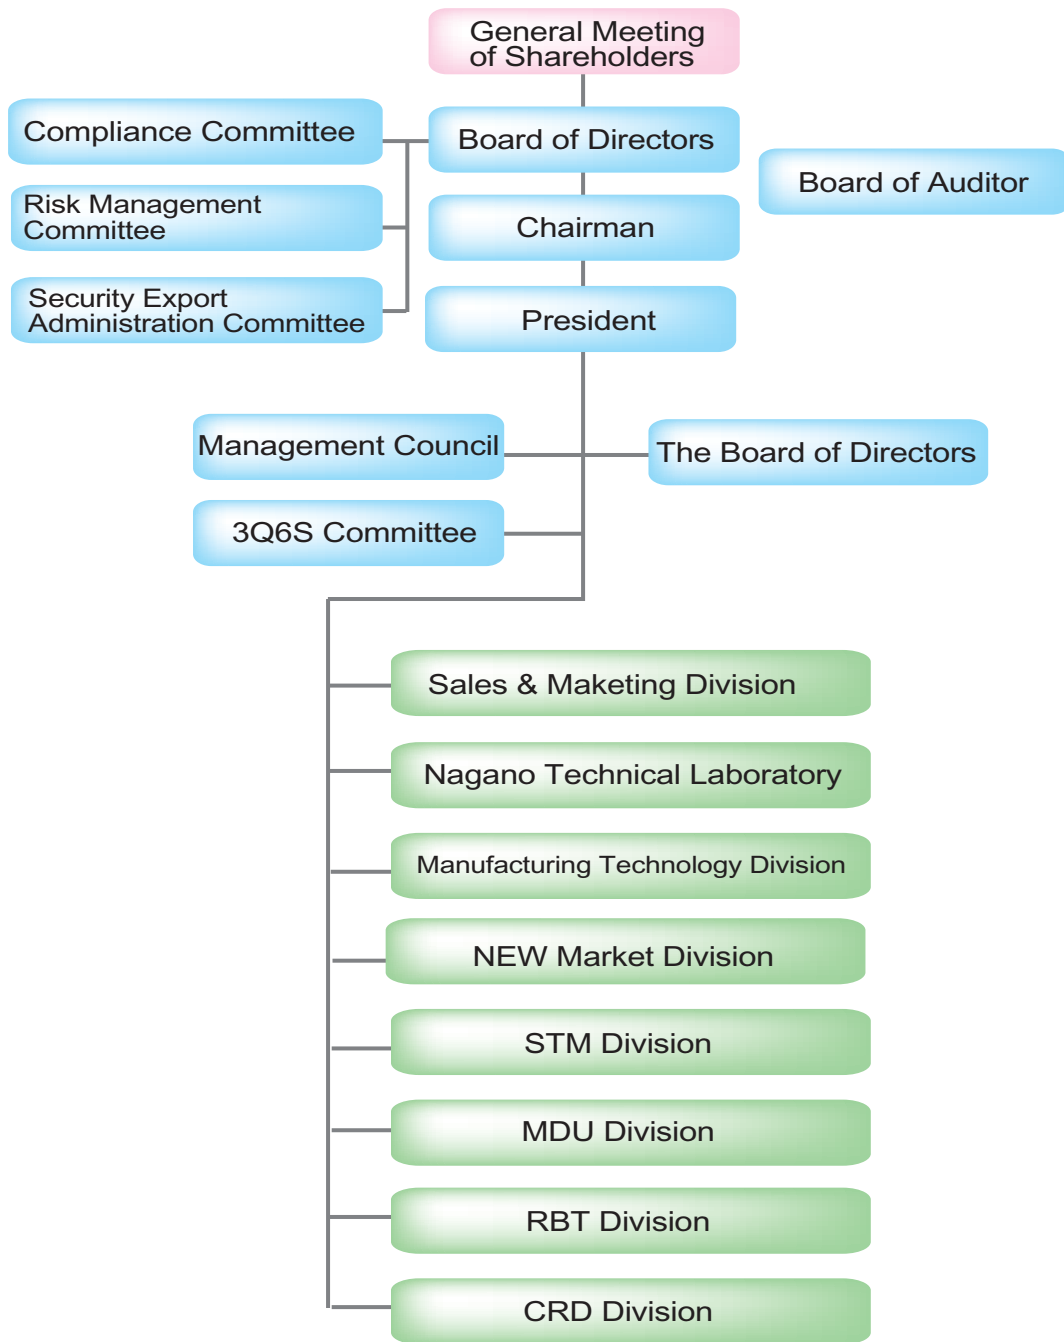 General Meeting
of Shareholders
Compliance Committee
Board of Directors
Board of Auditor
Risk Management
Committee
Chairman
Security Export
Administration Committee
President
Management Council
The Board of Directors
3Q6S Committee
Sales & Maketing Division
Nagano Technical Laboratory
Manufacturing Technology Division
NEW Market Division
STM Division
MDU Division
RBT Division
CRD Division